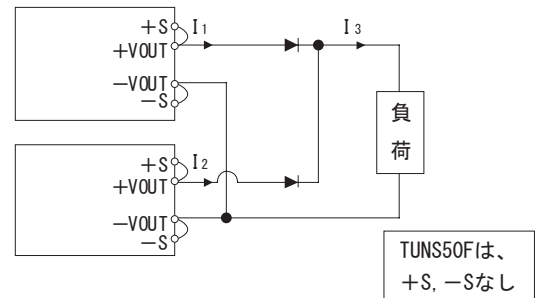 +S
I1
+VOUT
I3
−VOUT
−S
負
荷
+S
I2
+VOUT
−VOUT
−S
TUNS50Fは、
+S, −Sなし